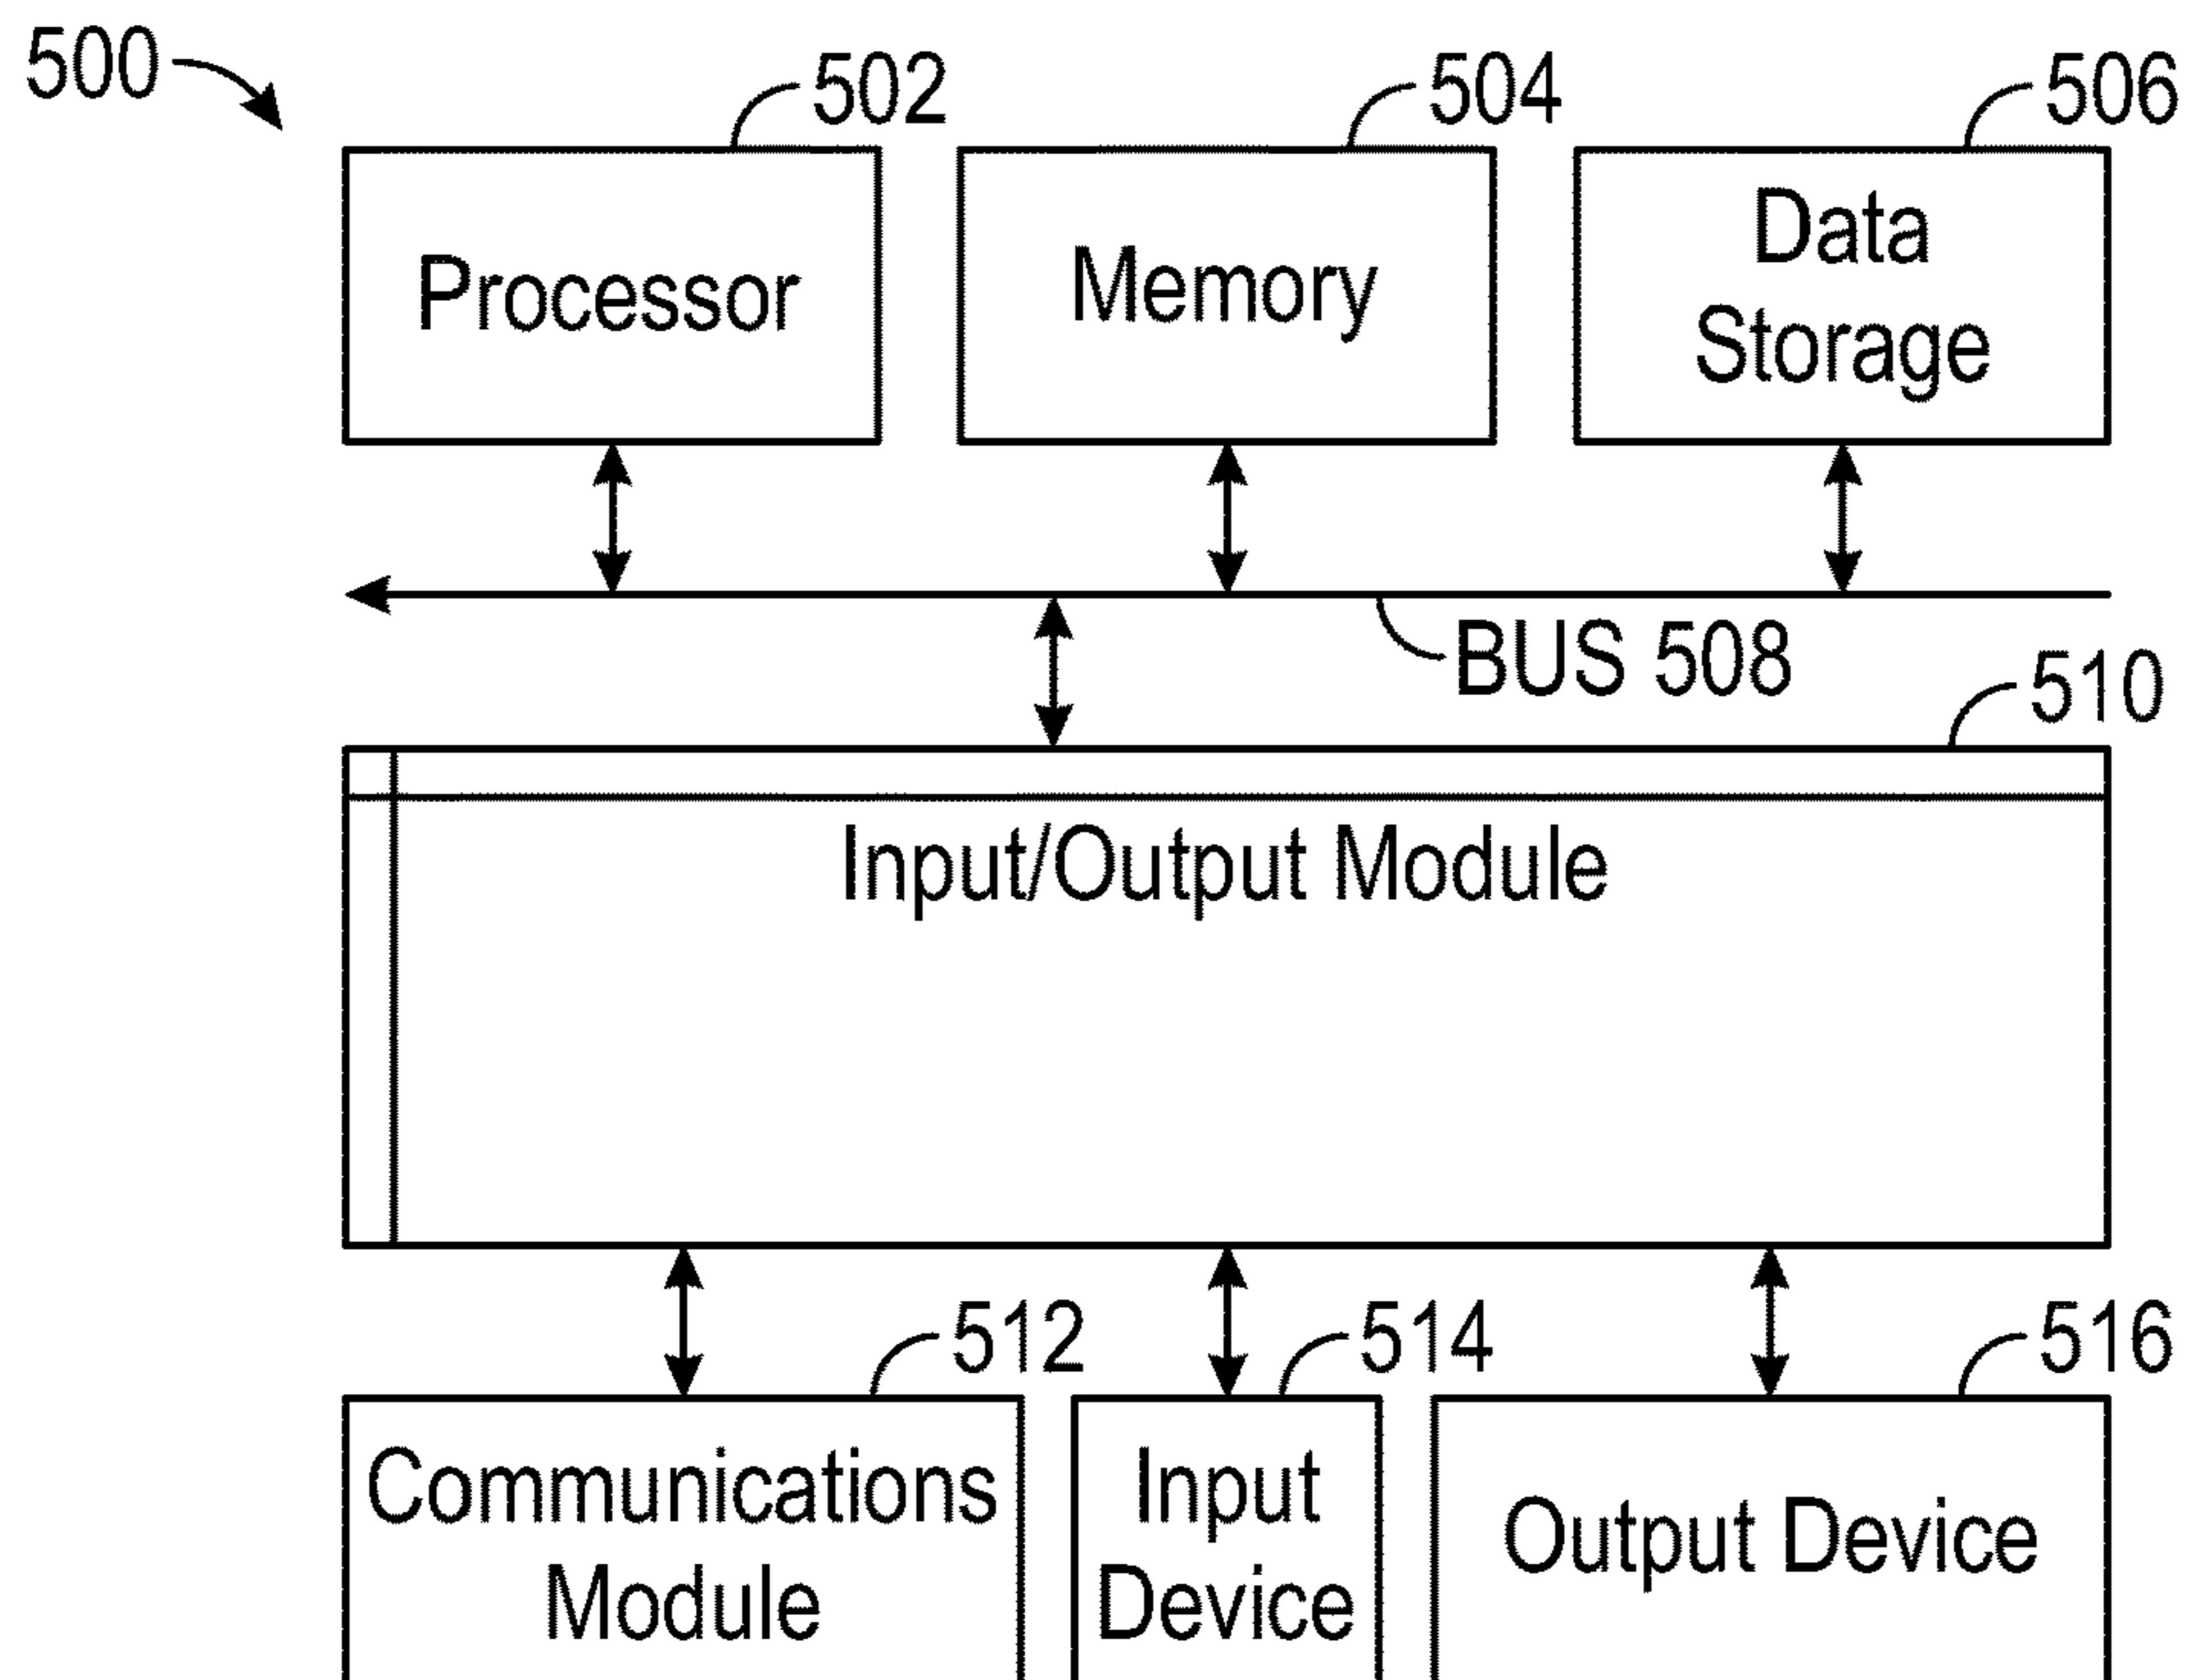 500
502
504
506
Processor
Memory
Data
Storage
BUS 508
510
Input/Output Module
512
514
516
Communications
Module
Input
Device
Output Device